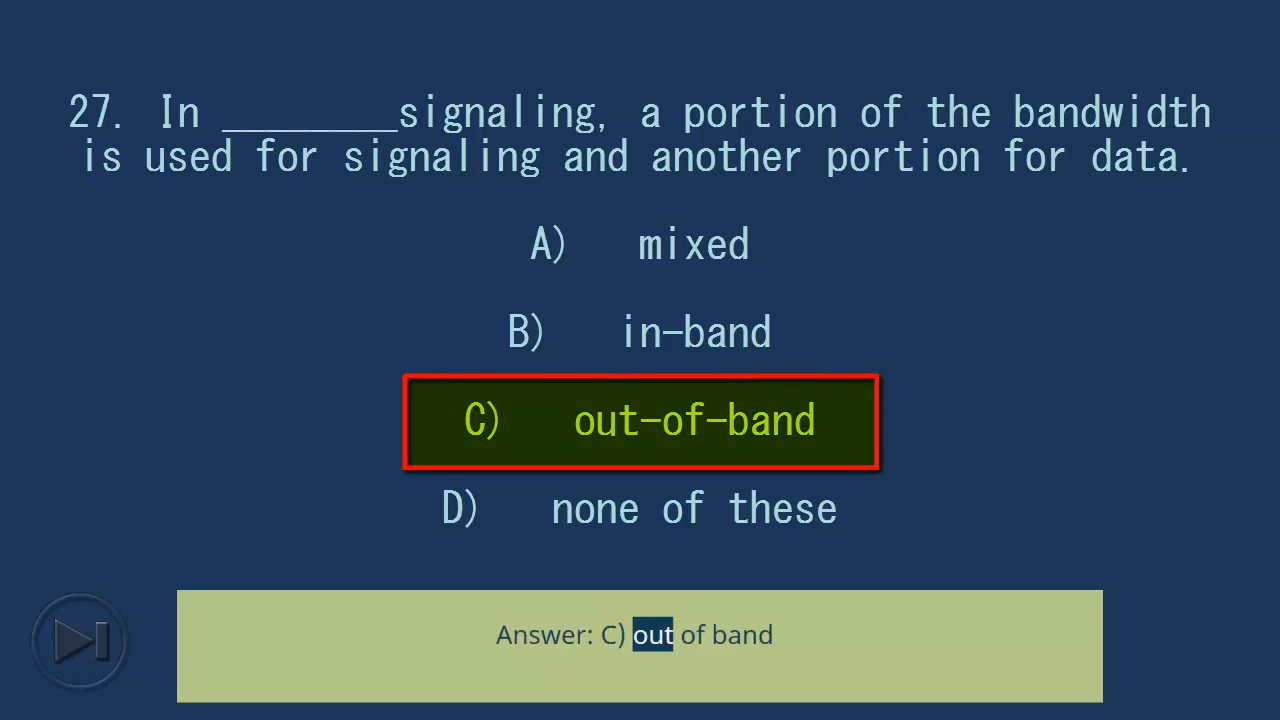 27. In ________signaling, a portion of the bandwidth
is used for signaling and another portion for data.
A) mixed
B) in-band
C) out-of-band
D) none of these
Answer: C) out of band